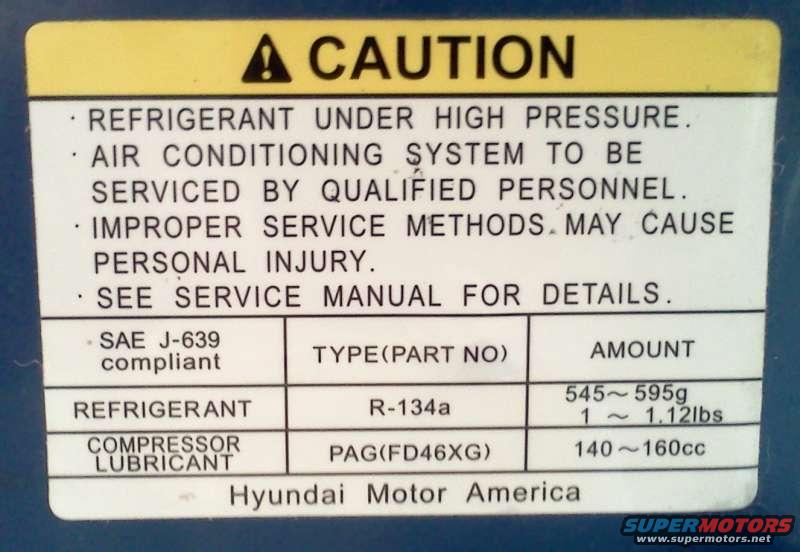 CAUTION
· REFRIGERANT UNDER HIGH PRESSURE.
· AIR CONDITIONING SYSTEM TO BE
SERVICED BY QUALIFIED PERSONNEL.
· IMPROPER SERVICE METHODS MAY CAUSE
PERSONAL INJURY.
· SEE SERVICE MANUAL FOR DETAILS.
SAE J-639
compliant
TYPE(PART NO)
AMOUNT
REFRIGERANT
R-134a
545~595g
1 ~ 1.12lbs
COMPRESSOR
LUBRICANT
PAG(FD46XG)
140~160cc
Hyundai Motor America
SUPERMOTORS
www.supermotors.net